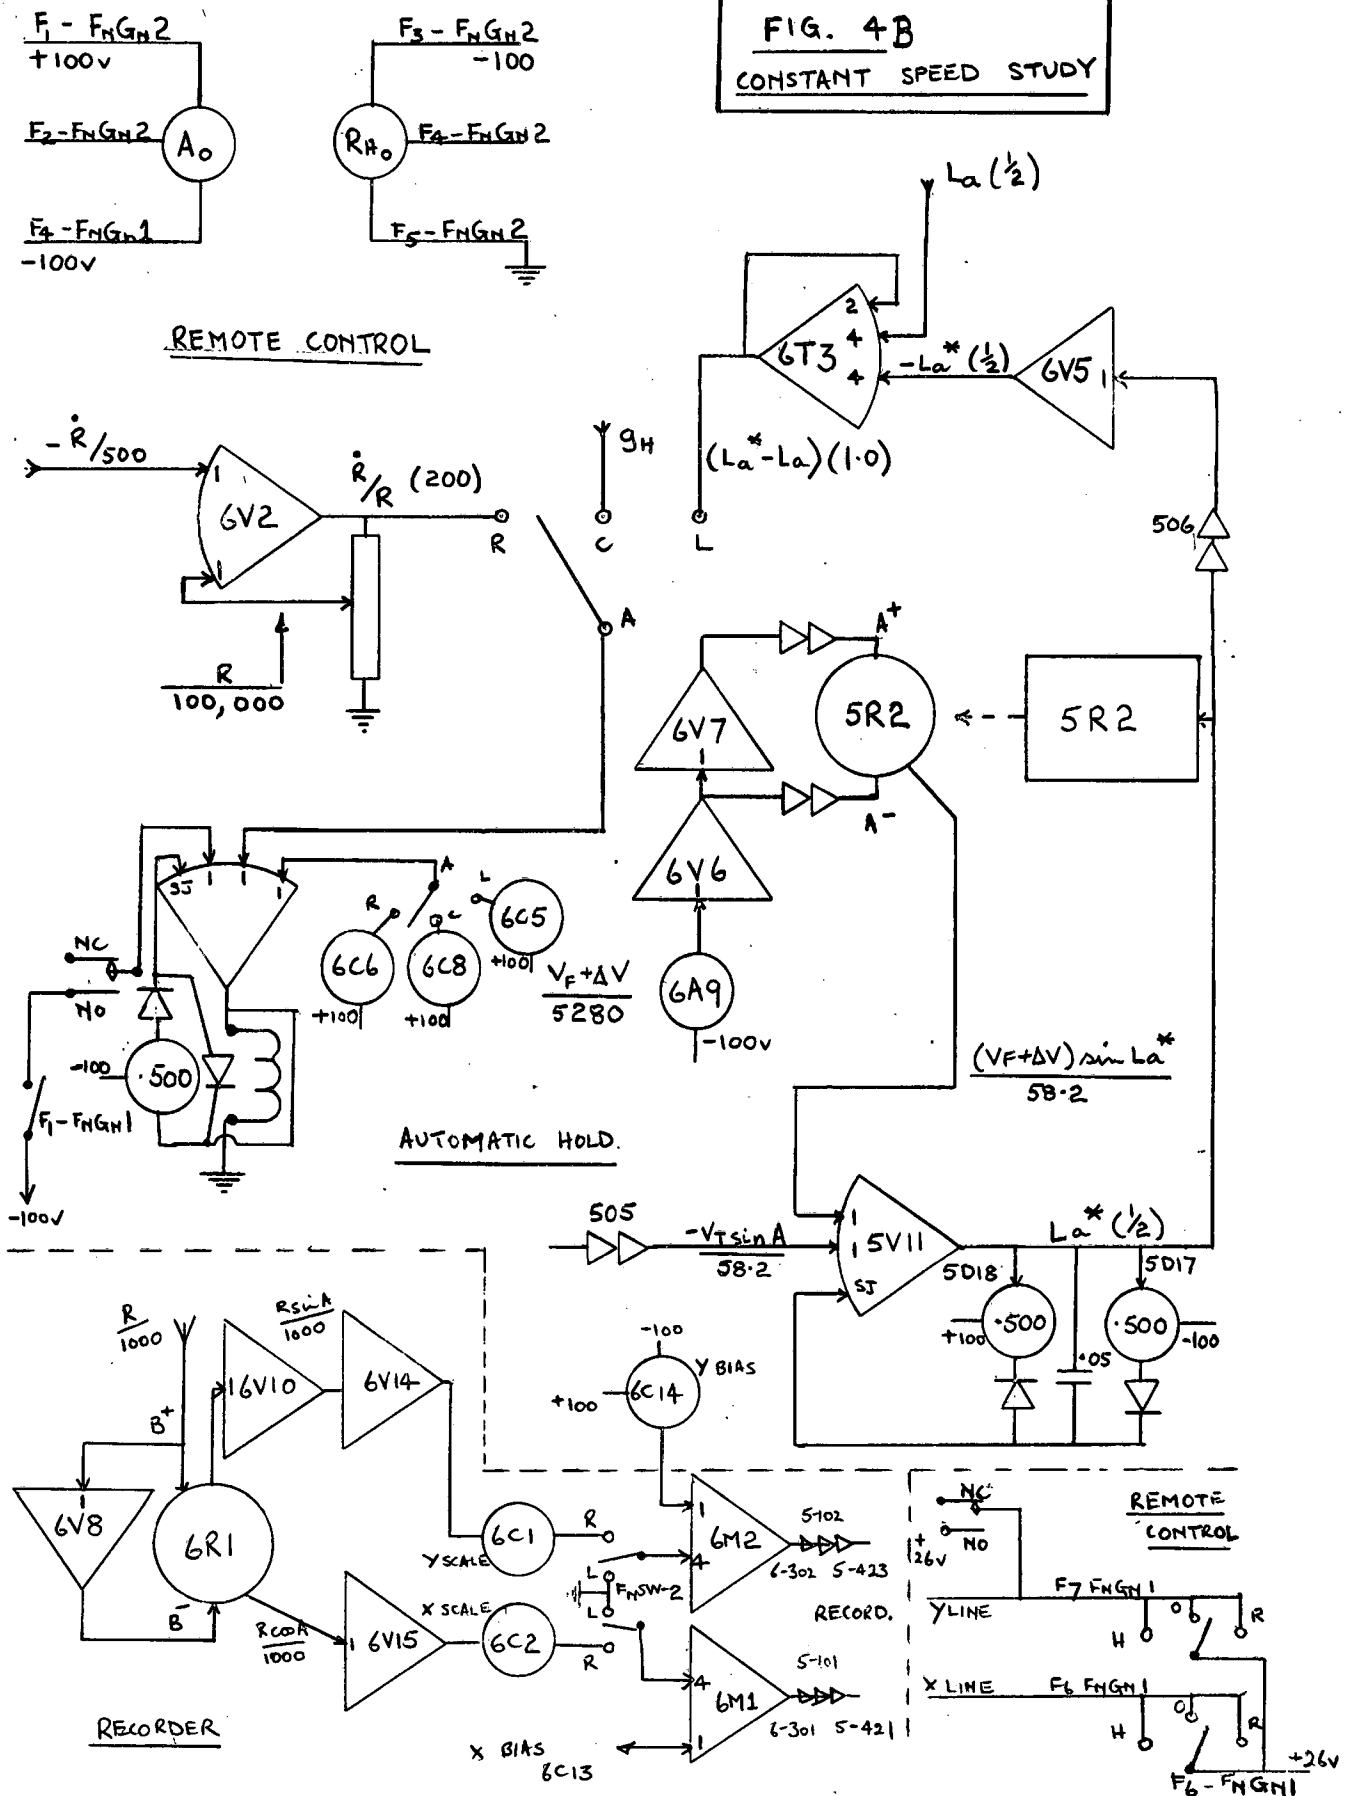 FIG. 4B
CONSTANT SPEED STUDY
F1 - FNGN2
+100V
F2-FNGN2
A0
F4-FNGN1
-100V
F3 - FNGN2
-100
RH0
F4-FNGN2
F5-FNGN2
REMOTE CONTROL
La (1/2)
2
4
4
6T3
-La* (1/2)
6V5
1
(La*-La)(1.0)
506
-Ṙ/500
1
6V2
1
Ṙ/R (200)
R
gH
C
L
A
R
100,000
A+
6V7
1
5R2
5R2
A-
6V6
1
6A9
-100V
SJ
1
1
1
A
R
C
L
6C6
+100
6C8
+100
6C5
+100
VF+ΔV
5280
NC
NO
-100
.500
F1-FNGN1
-100V
AUTOMATIC HOLD.
(VF+ΔV) sin La*
58.2
505
-VT sin A
58.2
1
1
SJ
5V11
La* (1/2)
5D18
5D17
+100
.500
.05
.500
-100
R
1000
B+
1
6V8
B-
6R1
1 6V10
R sin A
1000
6V14
R cos A
1000
1 6V15
Y SCALE
6C1
X SCALE
6C2
-100
+100
6C14
Y BIAS
R
L
FNSW-2
L
R
1
4
6M2
5-102
6-302 5-423
RECORD.
4
1
6M1
5-101
6-301 5-421
X BIAS
6C13
RECORDER
NC
NO
+26V
REMOTE
CONTROL
Y LINE
F7 FNGN1
H
O
R
X LINE
F6 FNGN1
H
O
R
+26V
F6-FNGN1